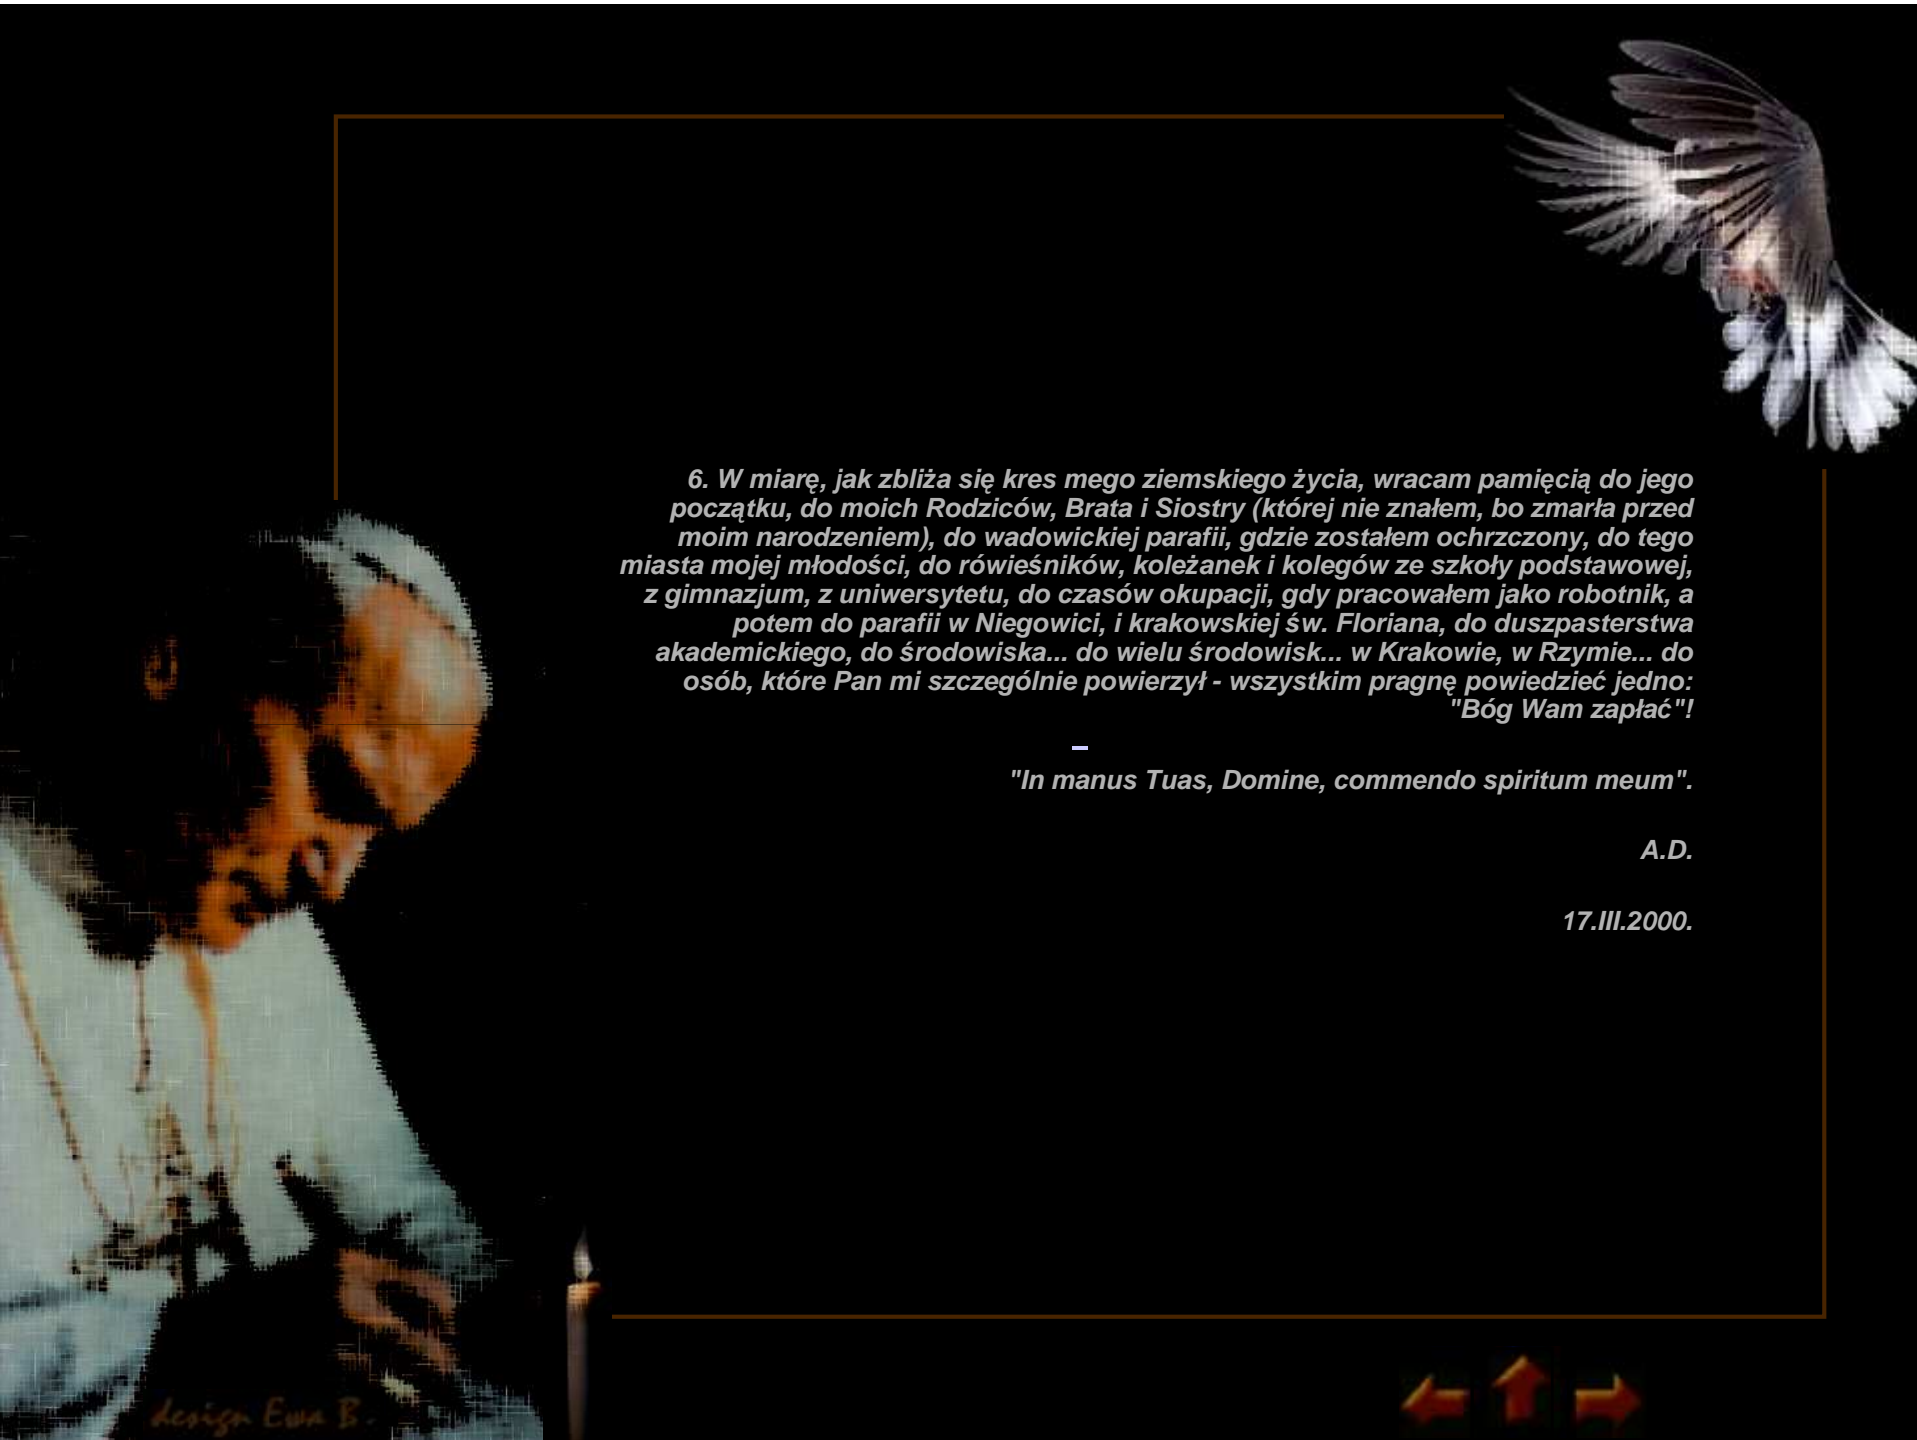 6. W miarę, jak zbliża się kres mego ziemskiego życia, wracam pamięcią do jego
początku, do moich Rodziców, Brata i Siostry (której nie znałem, bo zmarła przed
moim narodzeniem), do wadowickiej parafii, gdzie zostałem ochrzczony, do tego
miasta mojej młodości, do rówieśników, koleżanek i kolegów ze szkoły podstawowej,
z gimnazjum, z uniwersytetu, do czasów okupacji, gdy pracowałem jako robotnik, a
potem do parafii w Niegowici, i krakowskiej św. Floriana, do duszpasterstwa
akademickiego, do środowiska... do wielu środowisk... w Krakowie, w Rzymie... do
osób, które Pan mi szczególnie powierzył - wszystkim pragnę powiedzieć jedno:
"Bóg Wam zapłać"!
"In manus Tuas, Domine, commendo spiritum meum".
A.D.
17.III.2000.
design Ewa B.